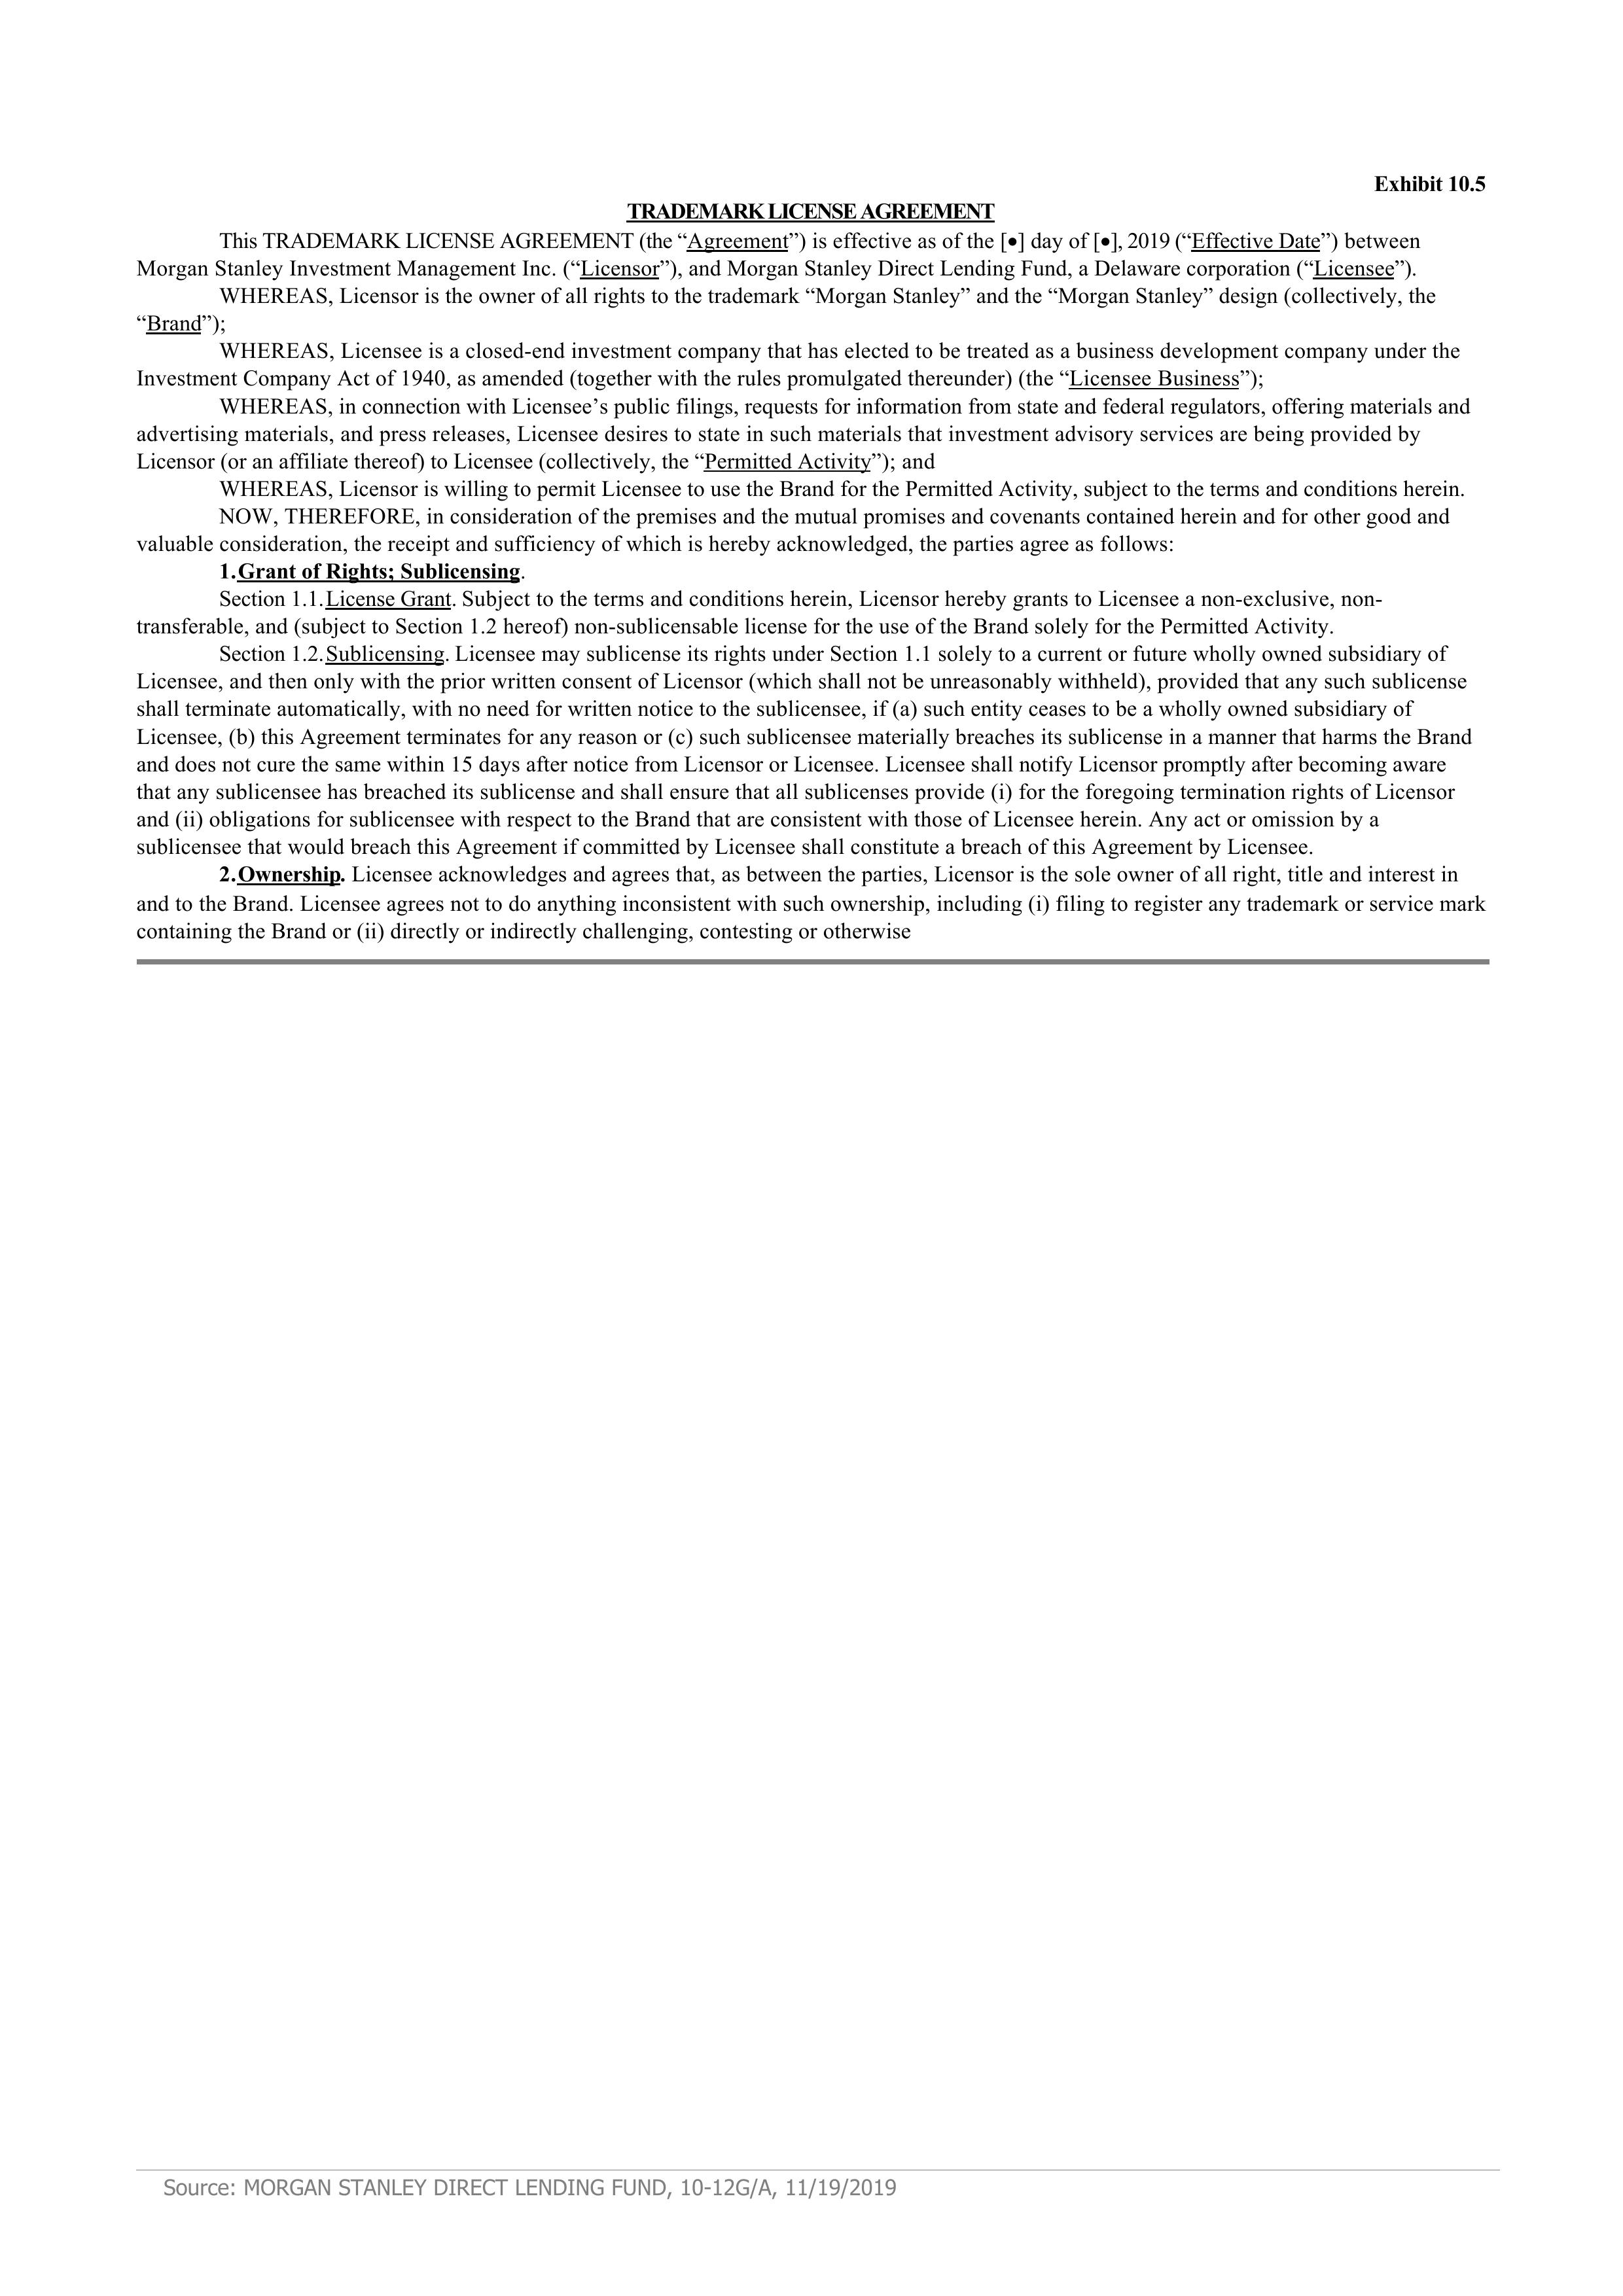 Exhibit 10.5
TRADEMARK LICENSE AGREEMENT
This TRADEMARK LICENSE AGREEMENT (the “Agreement”) is effective as of the [●] day of [●], 2019 (“Effective Date”) between
Morgan Stanley Investment Management Inc. (“Licensor”), and Morgan Stanley Direct Lending Fund, a Delaware corporation (“Licensee”).
WHEREAS, Licensor is the owner of all rights to the trademark “Morgan Stanley” and the “Morgan Stanley” design (collectively, the
“Brand”);
WHEREAS, Licensee is a closed-end investment company that has elected to be treated as a business development company under the
Investment Company Act of 1940, as amended (together with the rules promulgated thereunder) (the “Licensee Business”);
WHEREAS, in connection with Licensee’s public filings, requests for information from state and federal regulators, offering materials and
advertising materials, and press releases, Licensee desires to state in such materials that investment advisory services are being provided by
Licensor (or an affiliate thereof) to Licensee (collectively, the “Permitted Activity”); and
WHEREAS, Licensor is willing to permit Licensee to use the Brand for the Permitted Activity, subject to the terms and conditions herein.
NOW, THEREFORE, in consideration of the premises and the mutual promises and covenants contained herein and for other good and
valuable consideration, the receipt and sufficiency of which is hereby acknowledged, the parties agree as follows:
1.Grant of Rights; Sublicensing.
Section 1.1.License Grant. Subject to the terms and conditions herein, Licensor hereby grants to Licensee a non-exclusive, non-
transferable, and (subject to Section 1.2 hereof) non-sublicensable license for the use of the Brand solely for the Permitted Activity.
Section 1.2.Sublicensing. Licensee may sublicense its rights under Section 1.1 solely to a current or future wholly owned subsidiary of
Licensee, and then only with the prior written consent of Licensor (which shall not be unreasonably withheld), provided that any such sublicense
shall terminate automatically, with no need for written notice to the sublicensee, if (a) such entity ceases to be a wholly owned subsidiary of
Licensee, (b) this Agreement terminates for any reason or (c) such sublicensee materially breaches its sublicense in a manner that harms the Brand
and does not cure the same within 15 days after notice from Licensor or Licensee. Licensee shall notify Licensor promptly after becoming aware
that any sublicensee has breached its sublicense and shall ensure that all sublicenses provide (i) for the foregoing termination rights of Licensor
and (ii) obligations for sublicensee with respect to the Brand that are consistent with those of Licensee herein. Any act or omission by a
sublicensee that would breach this Agreement if committed by Licensee shall constitute a breach of this Agreement by Licensee.
2.Ownership. Licensee acknowledges and agrees that, as between the parties, Licensor is the sole owner of all right, title and interest in
and to the Brand. Licensee agrees not to do anything inconsistent with such ownership, including (i) filing to register any trademark or service mark
containing the Brand or (ii) directly or indirectly challenging, contesting or otherwise
Source: MORGAN STANLEY DIRECT LENDING FUND, 10-12G/A, 11/19/2019